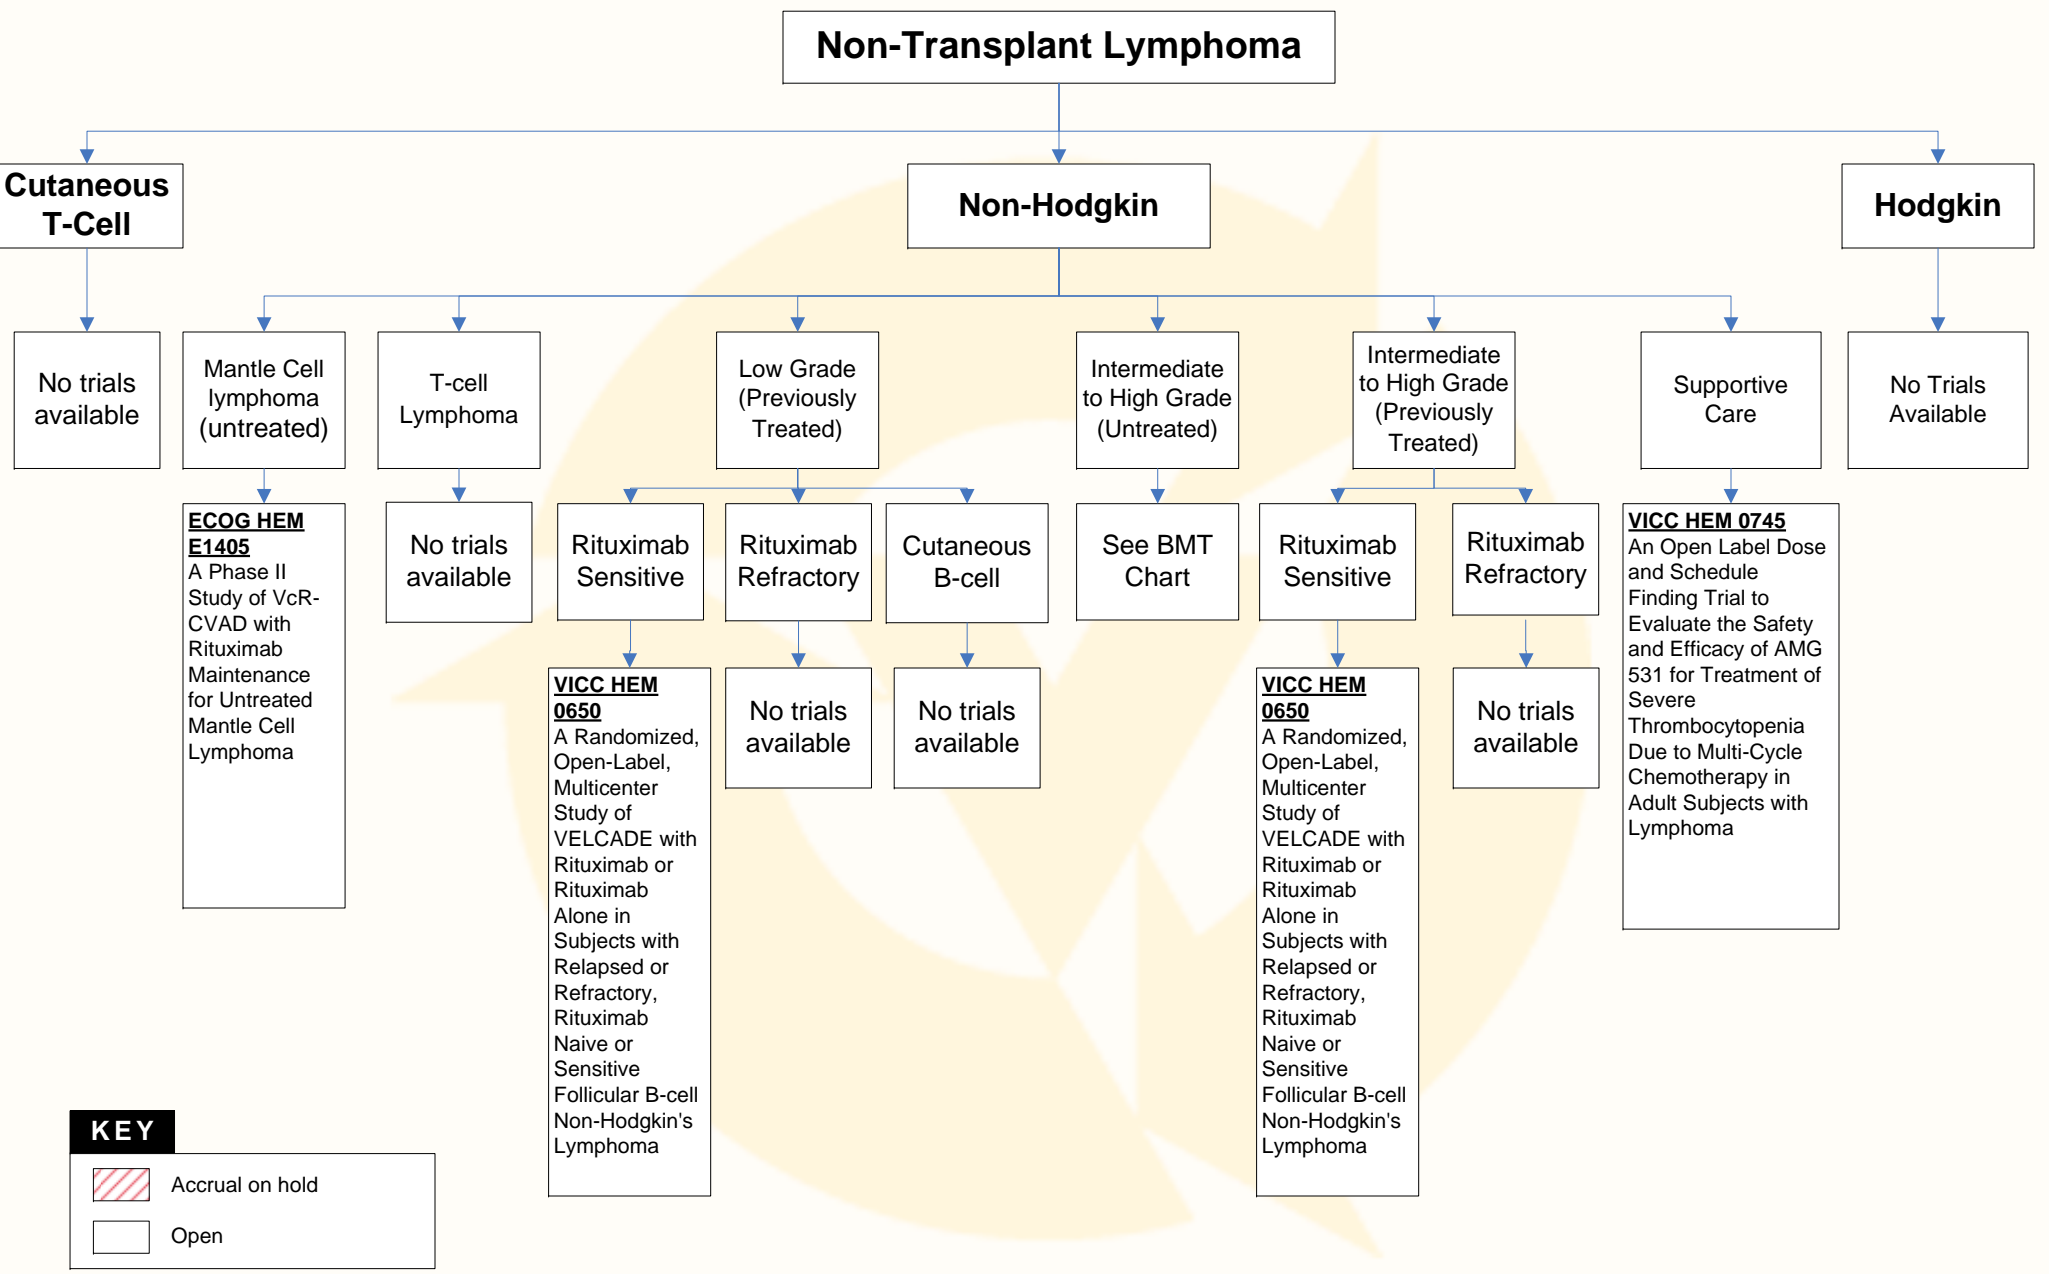 Non-Transplant Lymphoma
Cutaneous
T-Cell
Non-Hodgkin
Hodgkin
No trials
available
Mantle Cell
lymphoma
(untreated)
T-cell
Lymphoma
Low Grade
(Previously
Treated)
Intermediate
to High Grade
(Untreated)
Intermediate
to High Grade
(Previously
Treated)
Supportive
Care
No Trials
Available
ECOG HEM
E1405
A Phase II
Study of VcR-
CVAD with
Rituximab
Maintenance
for Untreated
Mantle Cell
Lymphoma
No trials
available
Rituximab
Sensitive
Rituximab
Refractory
Cutaneous
B-cell
See BMT
Chart
Rituximab
Sensitive
Rituximab
Refractory
VICC HEM 0745
An Open Label Dose
and Schedule
Finding Trial to
Evaluate the Safety
and Efficacy of AMG
531 for Treatment of
Severe
Thrombocytopenia
Due to Multi-Cycle
Chemotherapy in
Adult Subjects with
Lymphoma
VICC HEM
0650
A Randomized,
Open-Label,
Multicenter
Study of
VELCADE with
Rituximab or
Rituximab
Alone in
Subjects with
Relapsed or
Refractory,
Rituximab
Naive or
Sensitive
Follicular B-cell
Non-Hodgkin's
Lymphoma
No trials
available
No trials
available
VICC HEM
0650
A Randomized,
Open-Label,
Multicenter
Study of
VELCADE with
Rituximab or
Rituximab
Alone in
Subjects with
Relapsed or
Refractory,
Rituximab
Naive or
Sensitive
Follicular B-cell
Non-Hodgkin's
Lymphoma
No trials
available
KEY
Accrual on hold
Open